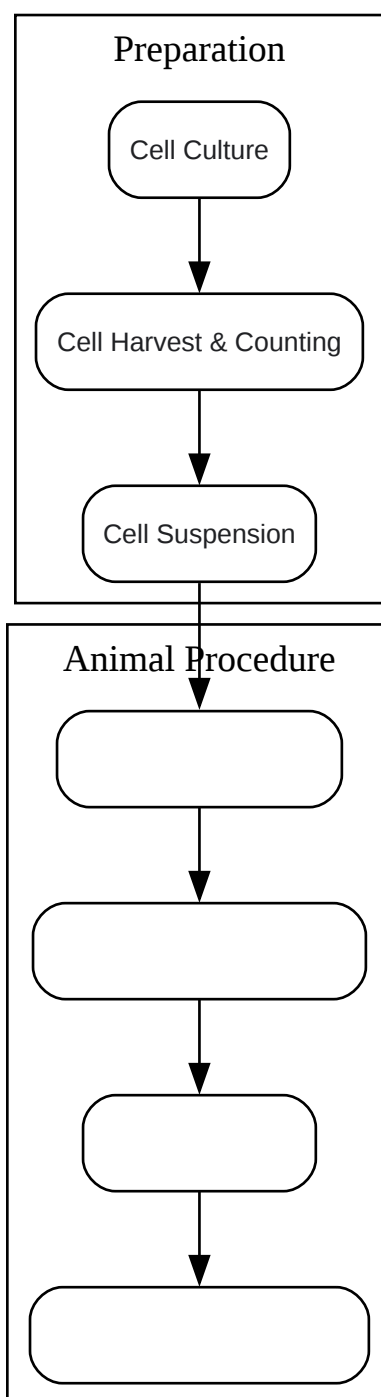 Preparation
Cell Culture
Cell Harvest & Counting
Cell Suspension
Animal Procedure